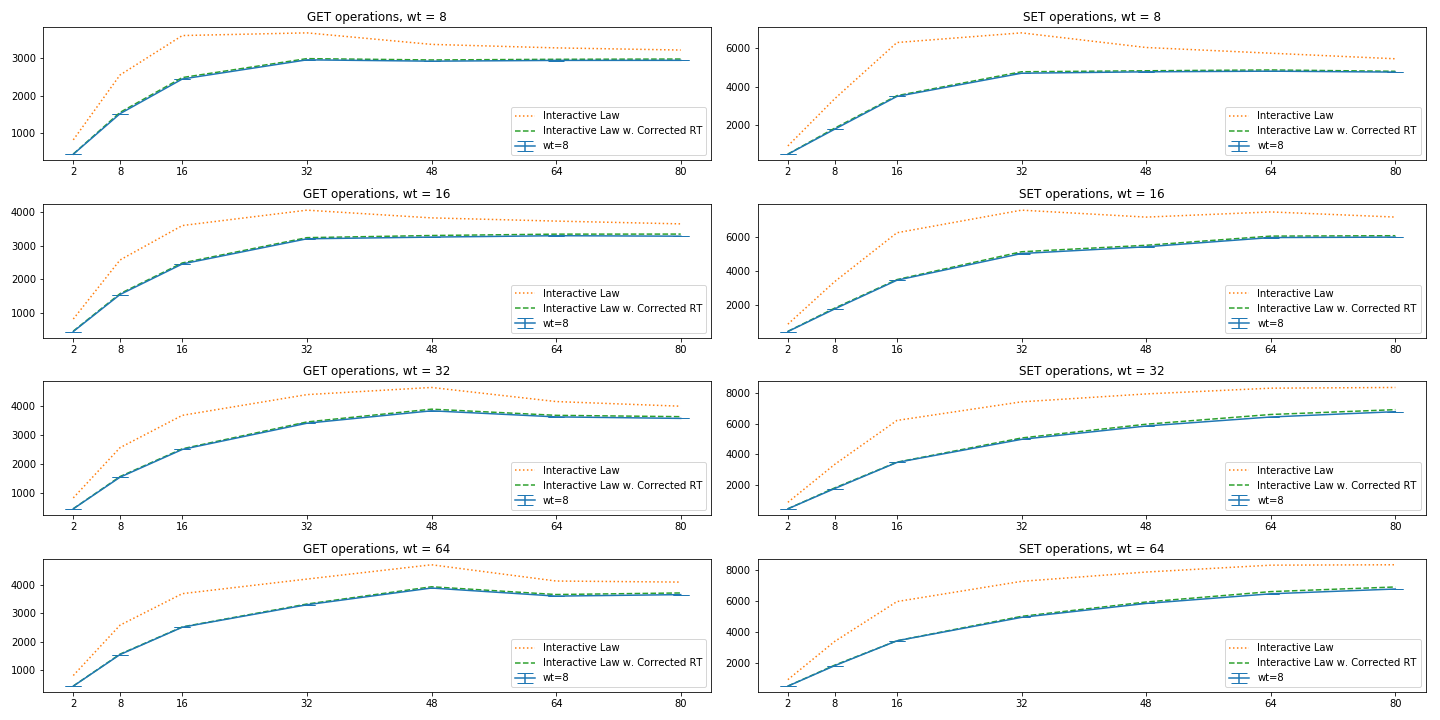 GET operations, wt = 8
3000
2000
1000
Interactive Law
Interactive Law w. Corrected RT
wt=8
2 8 16 32 48 64 80
SET operations, wt = 8
6000
4000
2000
Interactive Law
Interactive Law w. Corrected RT
wt=8
2 8 16 32 48 64 80
GET operations, wt = 16
4000
3000
2000
1000
Interactive Law
Interactive Law w. Corrected RT
wt=8
2 8 16 32 48 64 80
SET operations, wt = 16
6000
4000
2000
Interactive Law
Interactive Law w. Corrected RT
wt=8
2 8 16 32 48 64 80
GET operations, wt = 32
4000
3000
2000
1000
Interactive Law
Interactive Law w. Corrected RT
wt=8
2 8 16 32 48 64 80
SET operations, wt = 32
8000
6000
4000
2000
Interactive Law
Interactive Law w. Corrected RT
wt=8
2 8 16 32 48 64 80
GET operations, wt = 64
4000
3000
2000
1000
Interactive Law
Interactive Law w. Corrected RT
wt=8
2 8 16 32 48 64 80
SET operations, wt = 64
8000
6000
4000
2000
Interactive Law
Interactive Law w. Corrected RT
wt=8
2 8 16 32 48 64 80